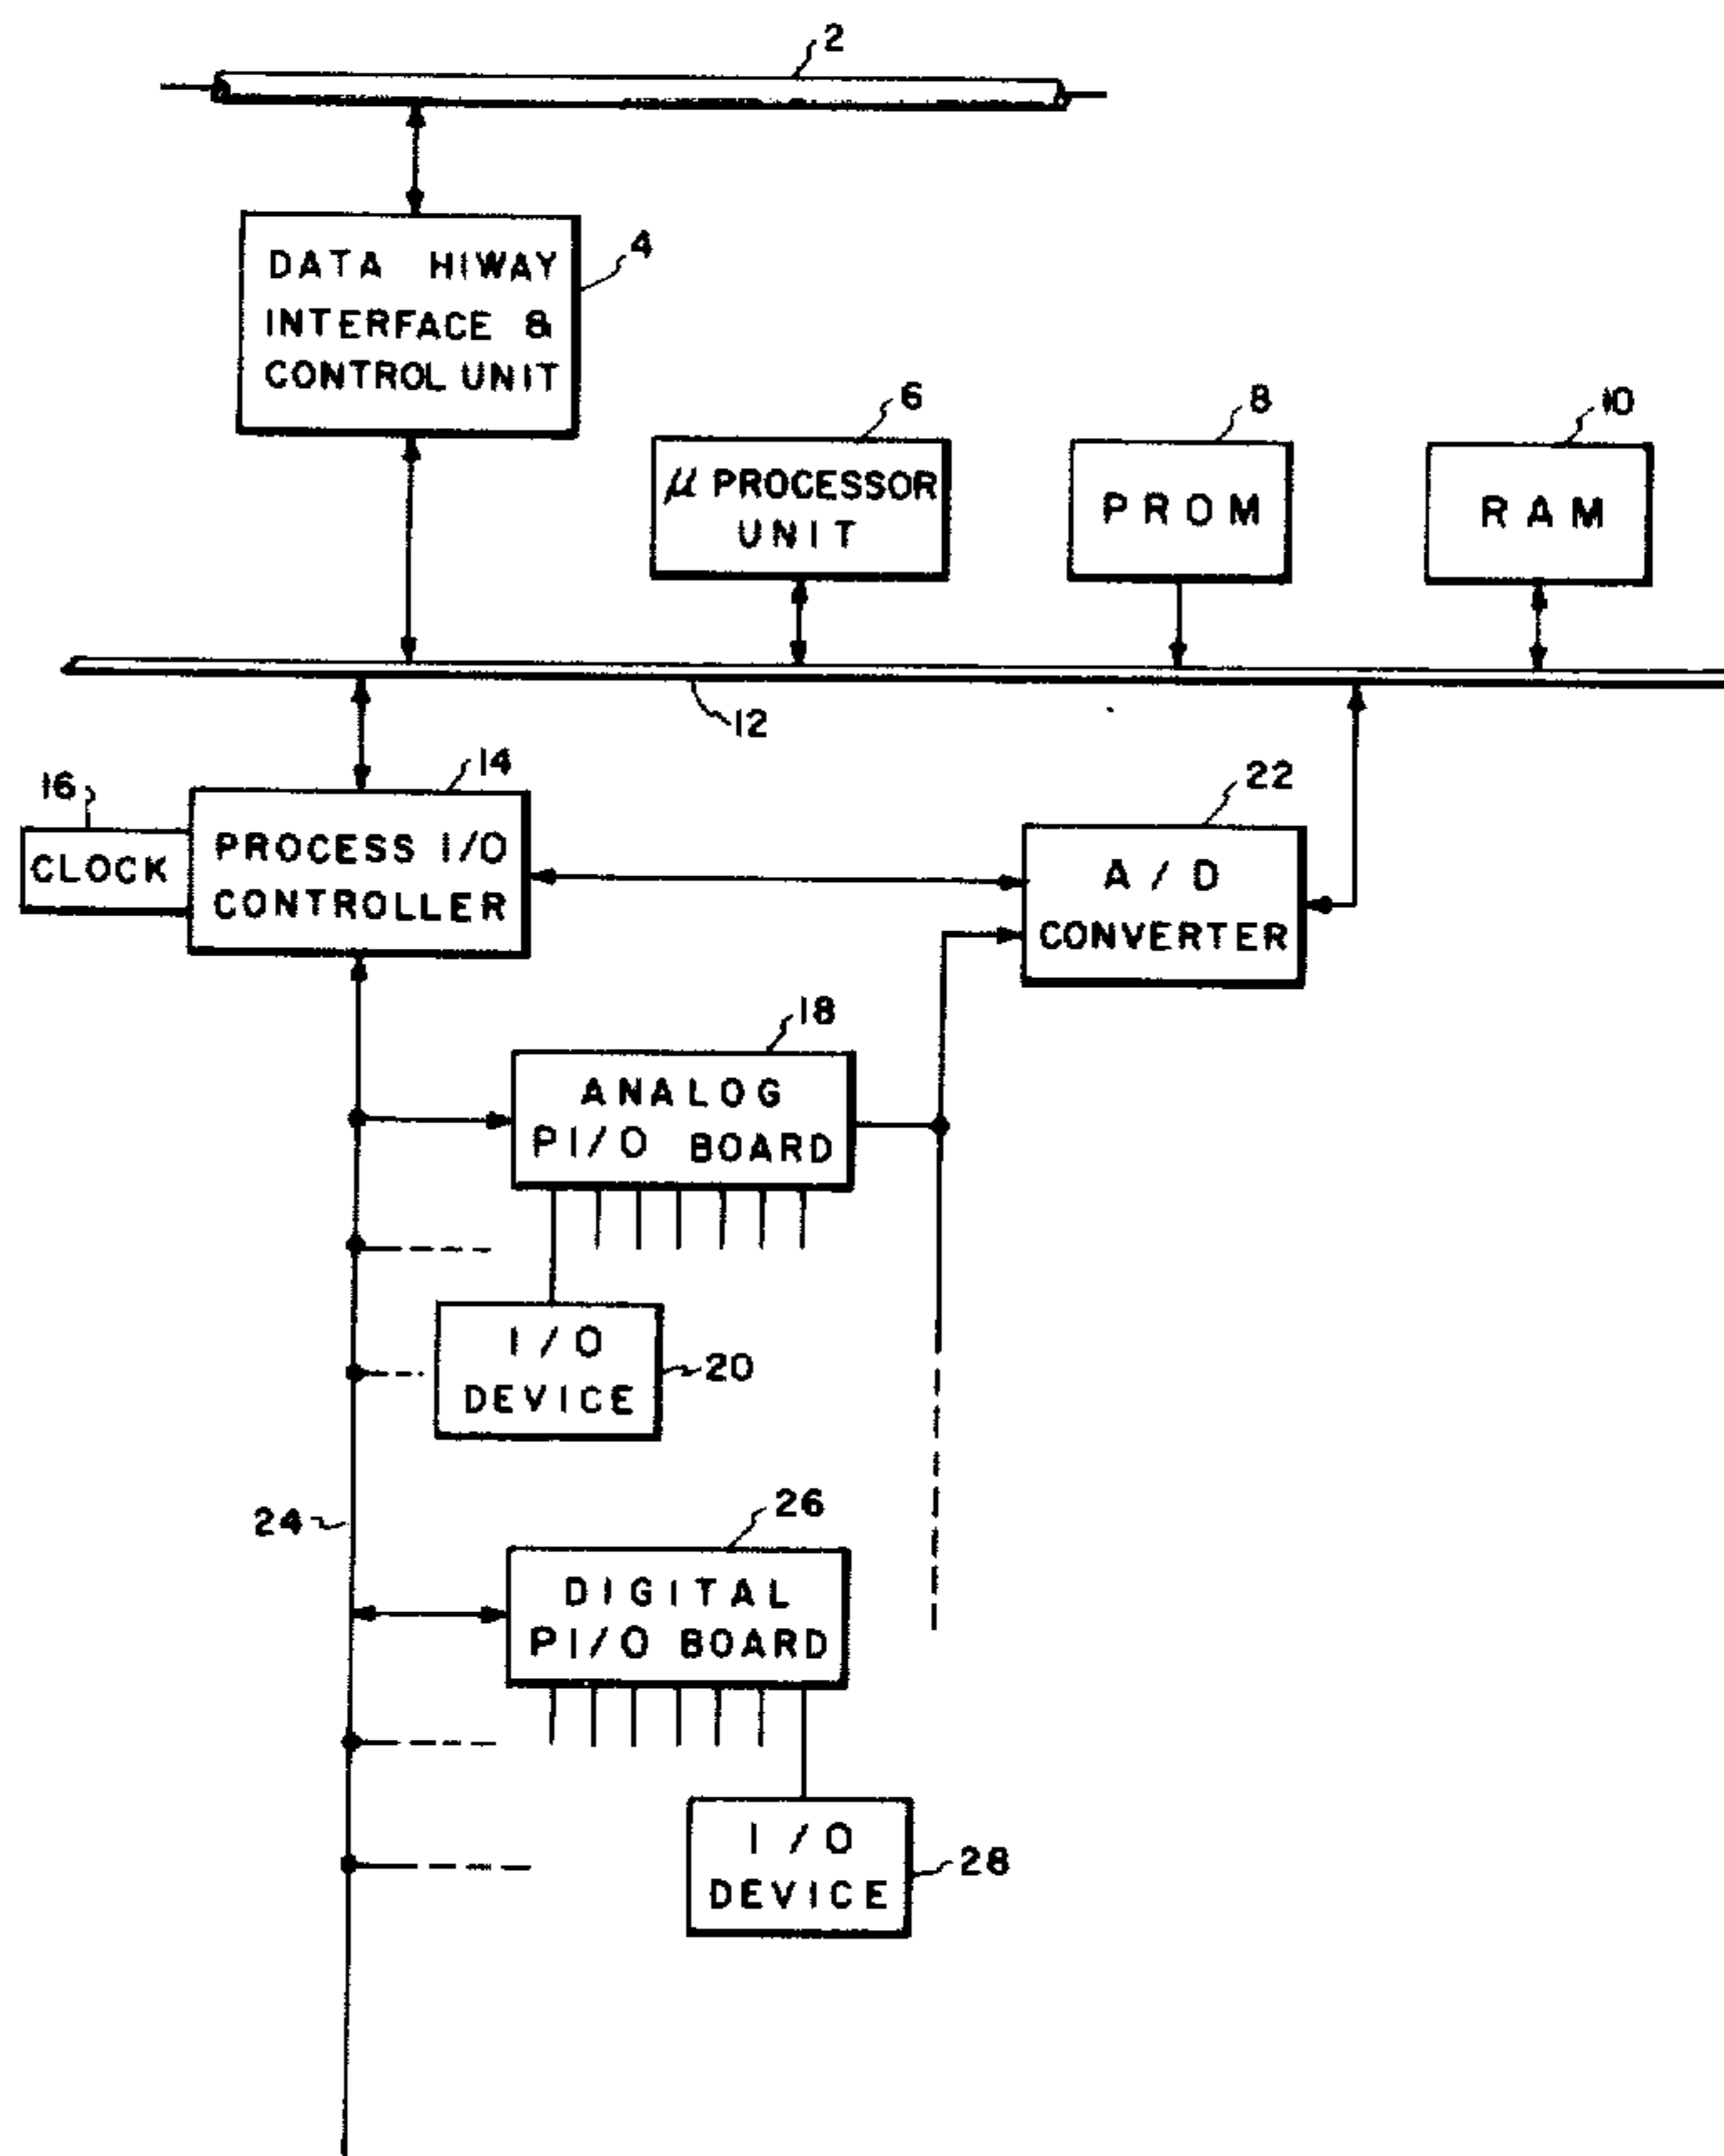 2
DATA HIWAY
INTERFACE &
CONTROL UNIT
4
6
μ PROCESSOR
UNIT
8
PROM
10
RAM
12
14
16
CLOCK
PROCESS I/O
CONTROLLER
22
A/D
CONVERTER
18
ANALOG
PI/O BOARD
I/O
DEVICE
20
24
26
DIGITAL
PI/O BOARD
I/O
DEVICE
28